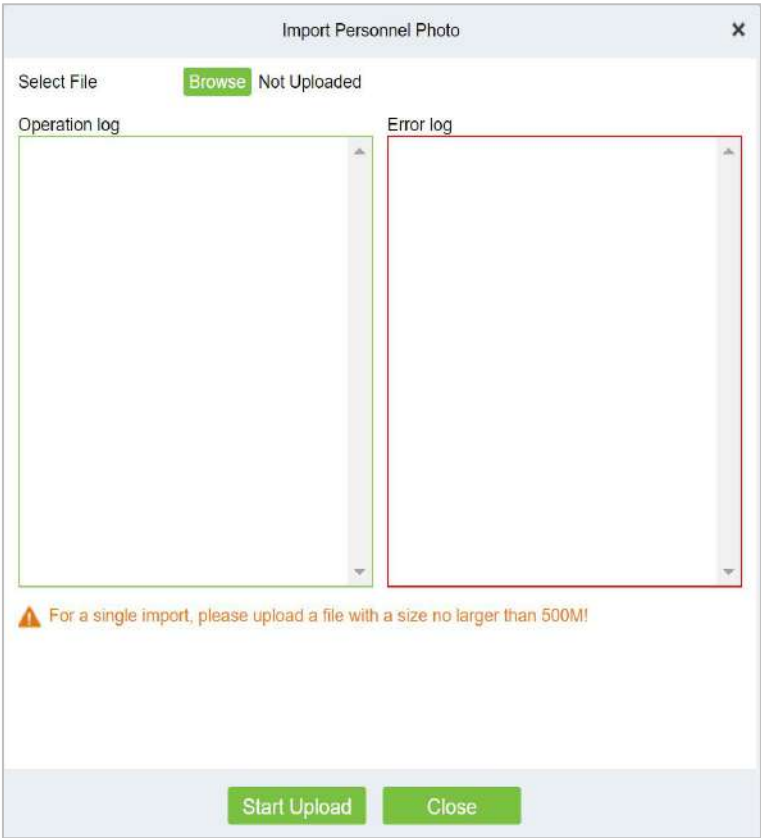 Import Personnel Photo
Select File Browse Not Uploaded
Operation log Error log
For a single import, please upload a file with a size no larger than 500M!
Start Upload Close